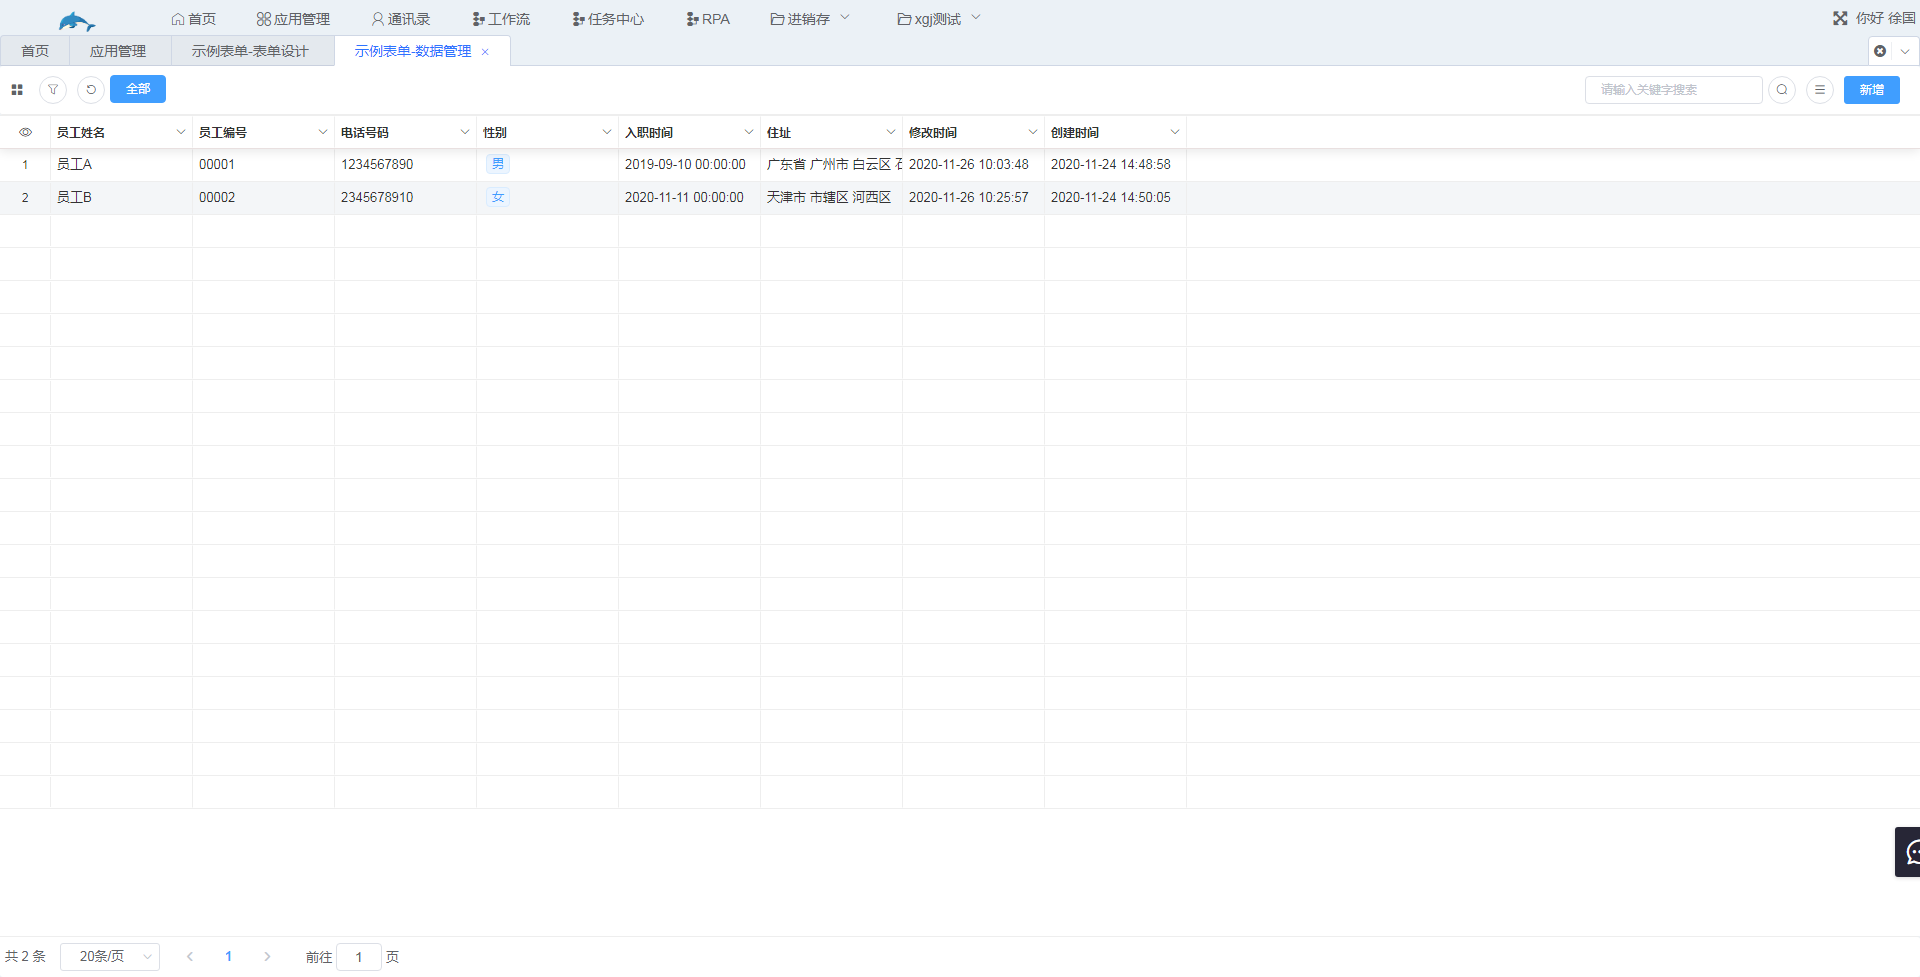 首页 应用管理 通讯录 工作流 任务中心 RPA 进销存 xgj测试 你好 徐国
首页 应用管理 示例表单-表单设计 示例表单-数据管理
全部 请输入关键字搜索 新增
员工姓名 员工编号 电话号码 性别 入职时间 住址 修改时间 创建时间
1 员工A 00001 1234567890 男 2019-09-10 00:00:00 广东省 广州市 白云区 石 2020-11-26 10:03:48 2020-11-24 14:48:58
2 员工B 00002 2345678910 女 2020-11-11 00:00:00 天津市 市辖区 河西区 2020-11-26 10:25:57 2020-11-24 14:50:05
共 2 条 20条/页 1 前往 1 页